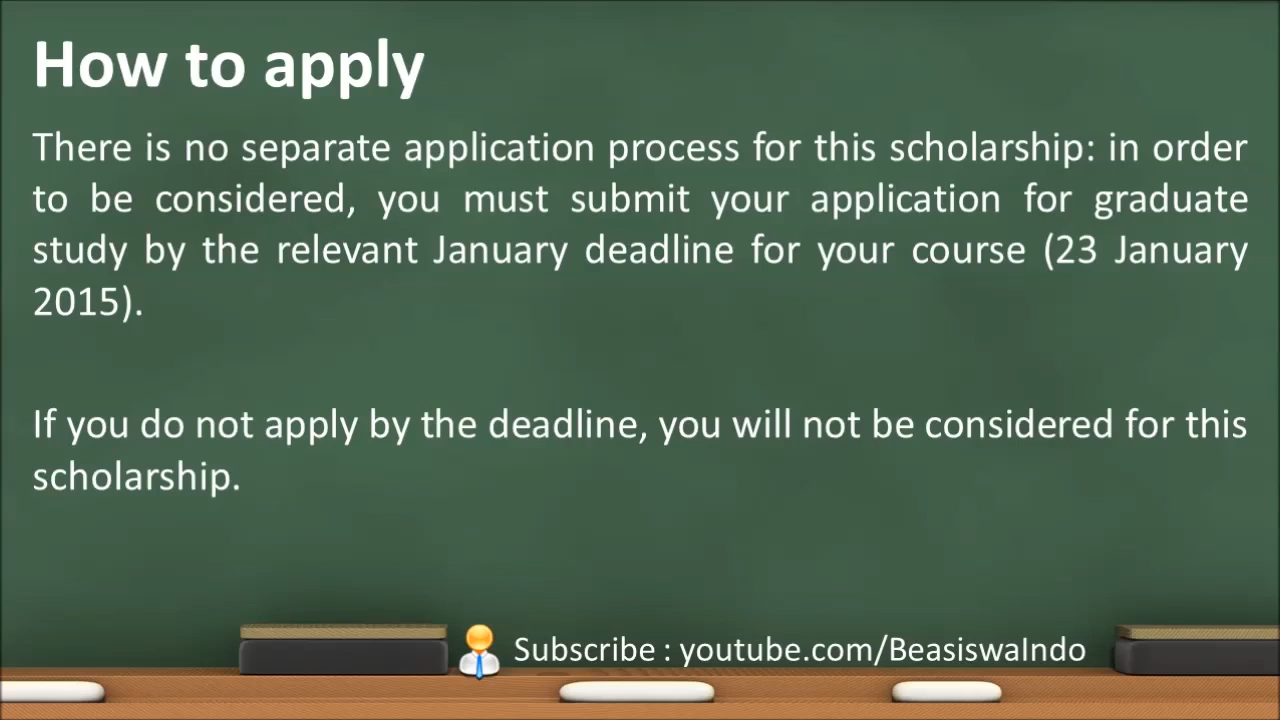 How to apply
There is no separate application process for this scholarship: in order
to be considered, you must submit your application for graduate
study by the relevant January deadline for your course (23 January
2015).
If you do not apply by the deadline, you will not be considered for this
scholarship.
Subscribe : youtube.com/BeasiswaIndo